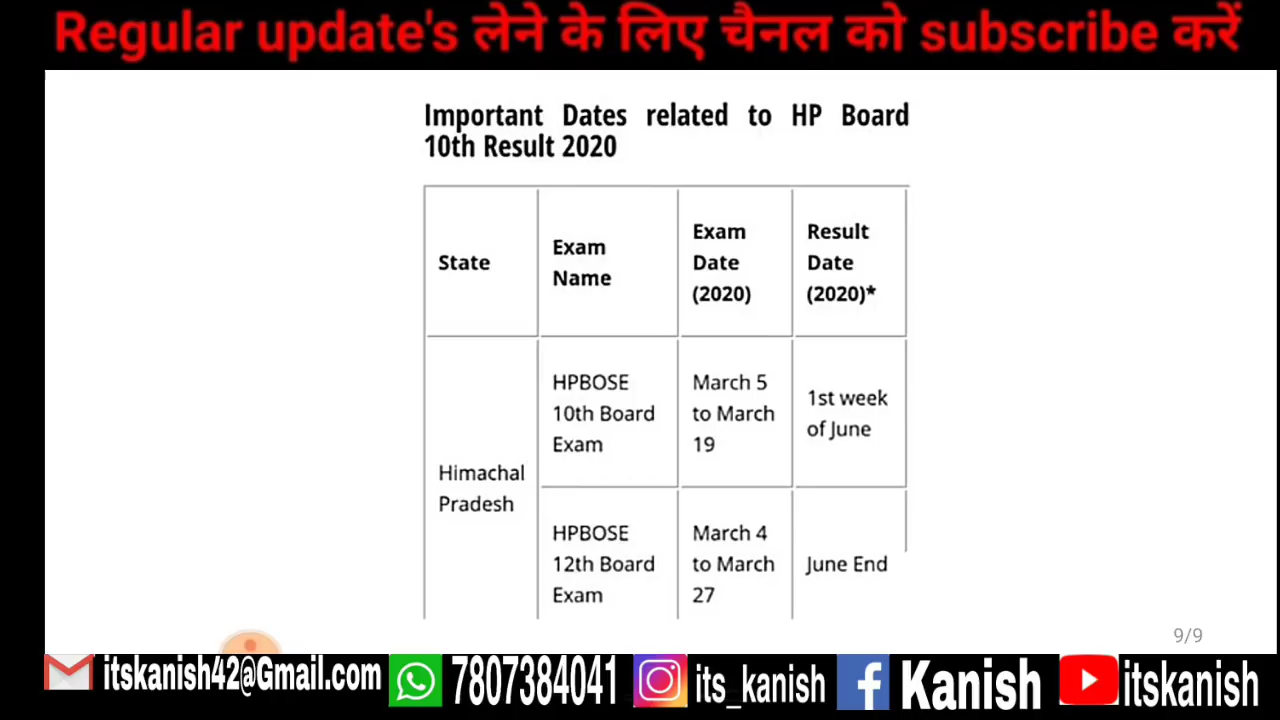 Regular update's लेने के लिए चैनल को subscribe करें
Important Dates related to HP Board
10th Result 2020
State
Exam
Name
Exam
Date
(2020)
Result
Date
(2020)*
Himachal
Pradesh
HPBOSE
10th Board
Exam
March 5
to March
19
1st week
of June
HPBOSE
12th Board
Exam
March 4
to March
27
June End
9/9
itskanish42@Gmail.com 7807384041 its_kanish Kanish itskanish